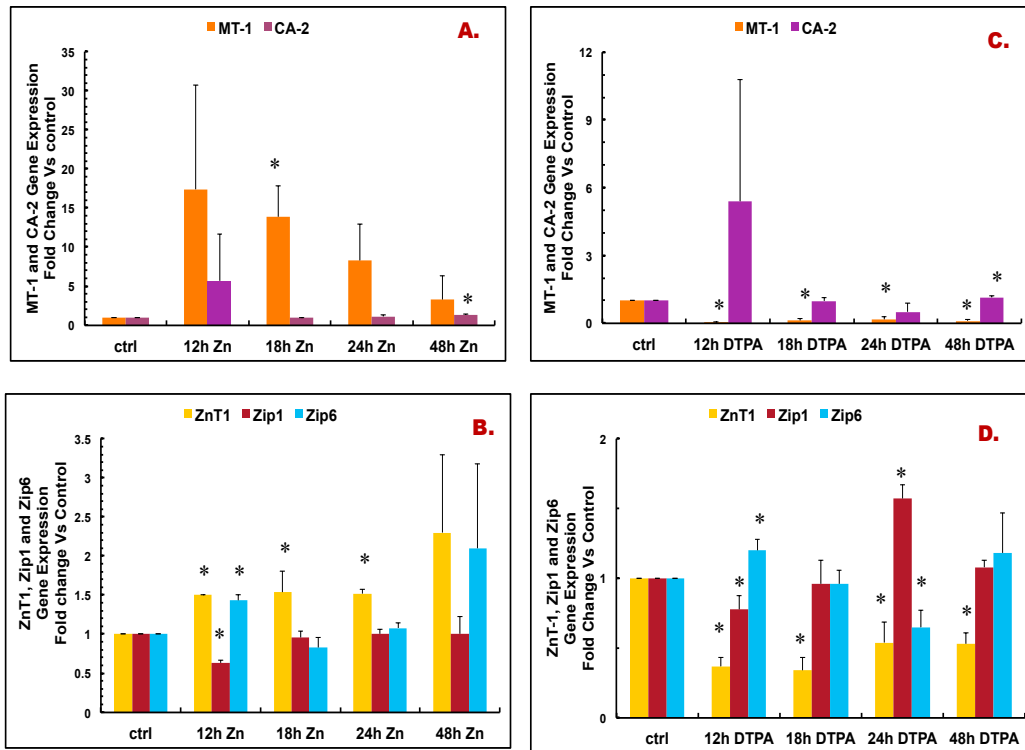 MT-1 CA-2
A.
MT-1 and CA-2 Gene Expression
Fold Change Vs control
35
30
25
20
15
10
5
0
*
*
ctrl 12h Zn 18h Zn 24h Zn 48h Zn
MT-1 CA-2
C.
MT-1 and CA-2 Gene Expression
Fold Change Vs Control
12
9
6
3
0
* * * * *
ctrl 12h DTPA 18h DTPA 24h DTPA 48h DTPA
ZnT1 Zip1 Zip6
B.
ZnT1, Zip1 and Zip6
Gene Expression
Fold change Vs Control
3.5
3
2.5
2
1.5
1
0.5
0
* * * * *
ctrl 12h Zn 18h Zn 24h Zn 48h Zn
ZnT1 Zip1 Zip6
D.
ZnT-1, Zip1 and Zip6
Gene Expression
Fold Change Vs Control
2
1
0
* * * * * * * *
ctrl 12h DTPA 18h DTPA 24h DTPA 48h DTPA